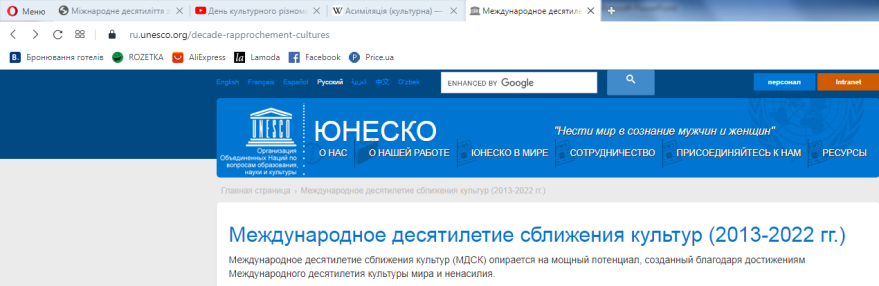 Меню
Міжнародне десятиліття з
День культурного різном
Асиміляція (культурна) —
Международное десятиле
ru.unesco.org/decade-rapprochement-cultures
Бронювання готелів ROZETKA AliExpress Lamoda Facebook Price.ua
English Français Español Русский العربية 中文 O'zbek
ENHANCED BY Google
персонал
Intranet
UNESCO
Организация
Объединенных Наций по
вопросам образования,
науки и культуры
ЮНЕСКО
"Нести мир в сознание мужчин и женщин"
О НАС О НАШЕЙ РАБОТЕ ЮНЕСКО В МИРЕ СОТРУДНИЧЕСТВО ПРИСОЕДИНЯЙТЕСЬ К НАМ РЕСУРСЫ
Главная страница › Международное десятилетие сближения культур (2013-2022 гг.)
Международное десятилетие сближения культур (2013-2022 гг.)
Международное десятилетие сближения культур (МДСК) опирается на мощный потенциал, созданный благодаря достижениям
Международного десятилетия культуры мира и ненасилия.